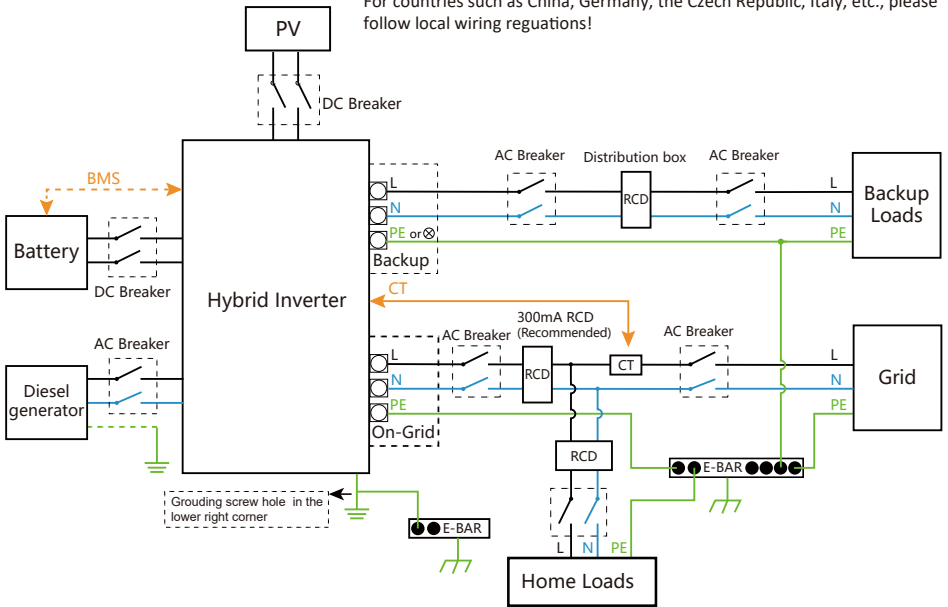 For countries such as China, Germany, the Czech Republic, Italy, etc., please
follow local wiring reguations!
PV
DC Breaker
BMS
Battery
DC Breaker
Hybrid Inverter
L
N
PE or⊗
Backup
AC Breaker
Distribution box
RCD
AC Breaker
L
N
PE
Backup
Loads
CT
AC Breaker
Diesel
generator
L
N
PE
On-Grid
AC Breaker
300mA RCD
(Recommended)
RCD
CT
AC Breaker
L
N
PE
Grid
RCD
E-BAR
Grouding screw hole in the
lower right corner
E-BAR
L
N
PE
Home Loads